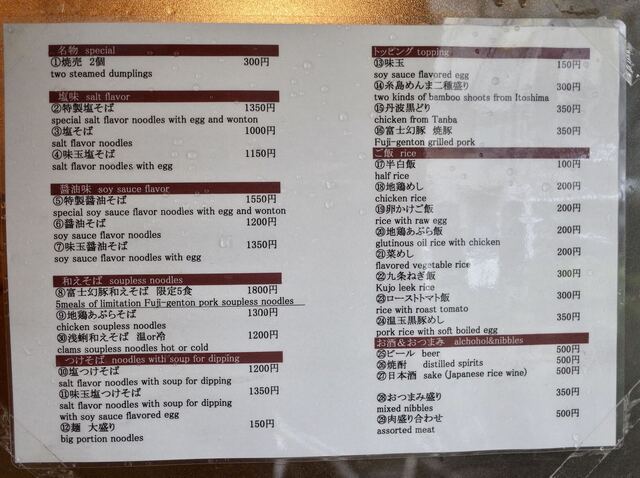 名物 special
①焼売 2個 300円
two steamed dumplings
塩味 salt flavor
②特製塩そば 1350円
special salt flavor noodles with egg and wonton
③塩そば 1000円
salt flavor noodles
④味玉塩そば 1150円
salt flavor noodles with egg
醤油味 soy sauce flavor
⑤特製醤油そば 1550円
special soy sauce flavor noodles with egg and wonton
⑥醤油そば 1200円
soy sauce flavor noodles
⑦味玉醤油そば 1350円
soy sauce flavor noodles with egg
和えそば soupless noodles
⑧富士幻豚和えそば 限定5食 1800円
5meals of limitation Fuji-genton pork soupless noodles
⑨地鶏あぶらそば 1300円
chicken soupless noodles
㉚浅蜊和えそば 温or冷 1200円
clams soupless noodles hot or cold
つけそば noodles with soup for dipping
⑩塩つけそば 1200円
salt flavor noodles with soup for dipping
⑪味玉塩つけそば 1350円
salt flavor noodles with soup for dipping
with soy sauce flavored egg
⑫麺 大盛り 150円
big portion noodles
トッピング topping
⑬味玉 150円
soy sauce flavored egg
⑭糸島めんま二種盛り 300円
two kinds of bamboo shoots from Itoshima
⑮丹波黒どり 350円
chicken from Tanba
⑯富士幻豚 焼豚 350円
Fuji-genton grilled pork
ご飯 rice
⑰半白飯 100円
half rice
⑱地鶏めし 200円
chicken rice
⑲卵かけご飯 200円
rice with raw egg
⑳地鶏あぶら飯 200円
glutinous oil rice with chicken
㉑菜めし 200円
flavored vegetable rice
㉒九条ねぎ飯 300円
Kujo leek rice
㉓ローストトマト飯 300円
rice with roast tomato
㉔温玉黒豚めし 350円
pork rice with soft boiled egg
お酒&おつまみ alchohol&nibbles
㉕ビール beer 500円
㉖焼酎 distilled spirits 500円
㉗日本酒 sake (Japanese rice wine) 500円
㉘おつまみ盛り 350円
mixed nibbles
㉙肉盛り合わせ 500円
assorted meat